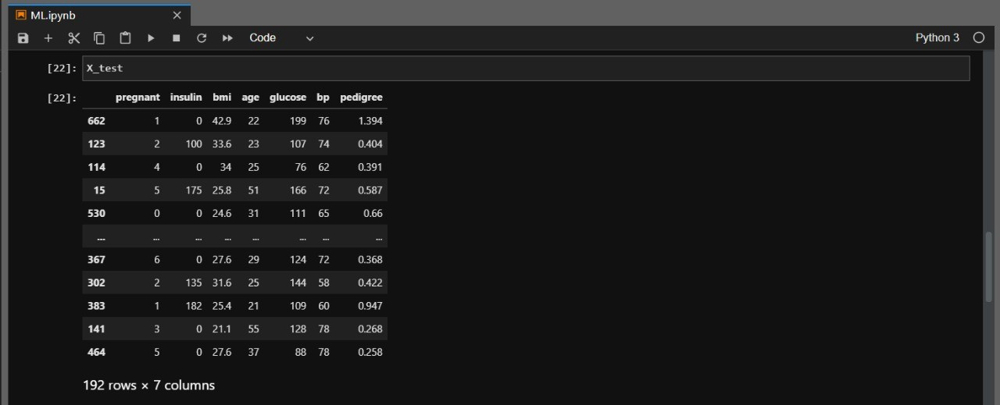 ML.ipynb
Code Python 3
[22]: X_test
[22]: pregnant insulin bmi age glucose bp pedigree
662 1 0 42.9 22 199 76 1.394
123 2 100 33.6 23 107 74 0.404
114 4 0 34 25 76 62 0.391
15 5 175 25.8 51 166 72 0.587
530 0 0 24.6 31 111 65 0.66
... ... ... ... ... ... ... ...
367 6 0 27.6 29 124 72 0.368
302 2 135 31.6 25 144 58 0.422
383 1 182 25.4 21 109 60 0.947
141 3 0 21.1 55 128 78 0.268
464 5 0 27.6 37 88 78 0.258
192 rows × 7 columns